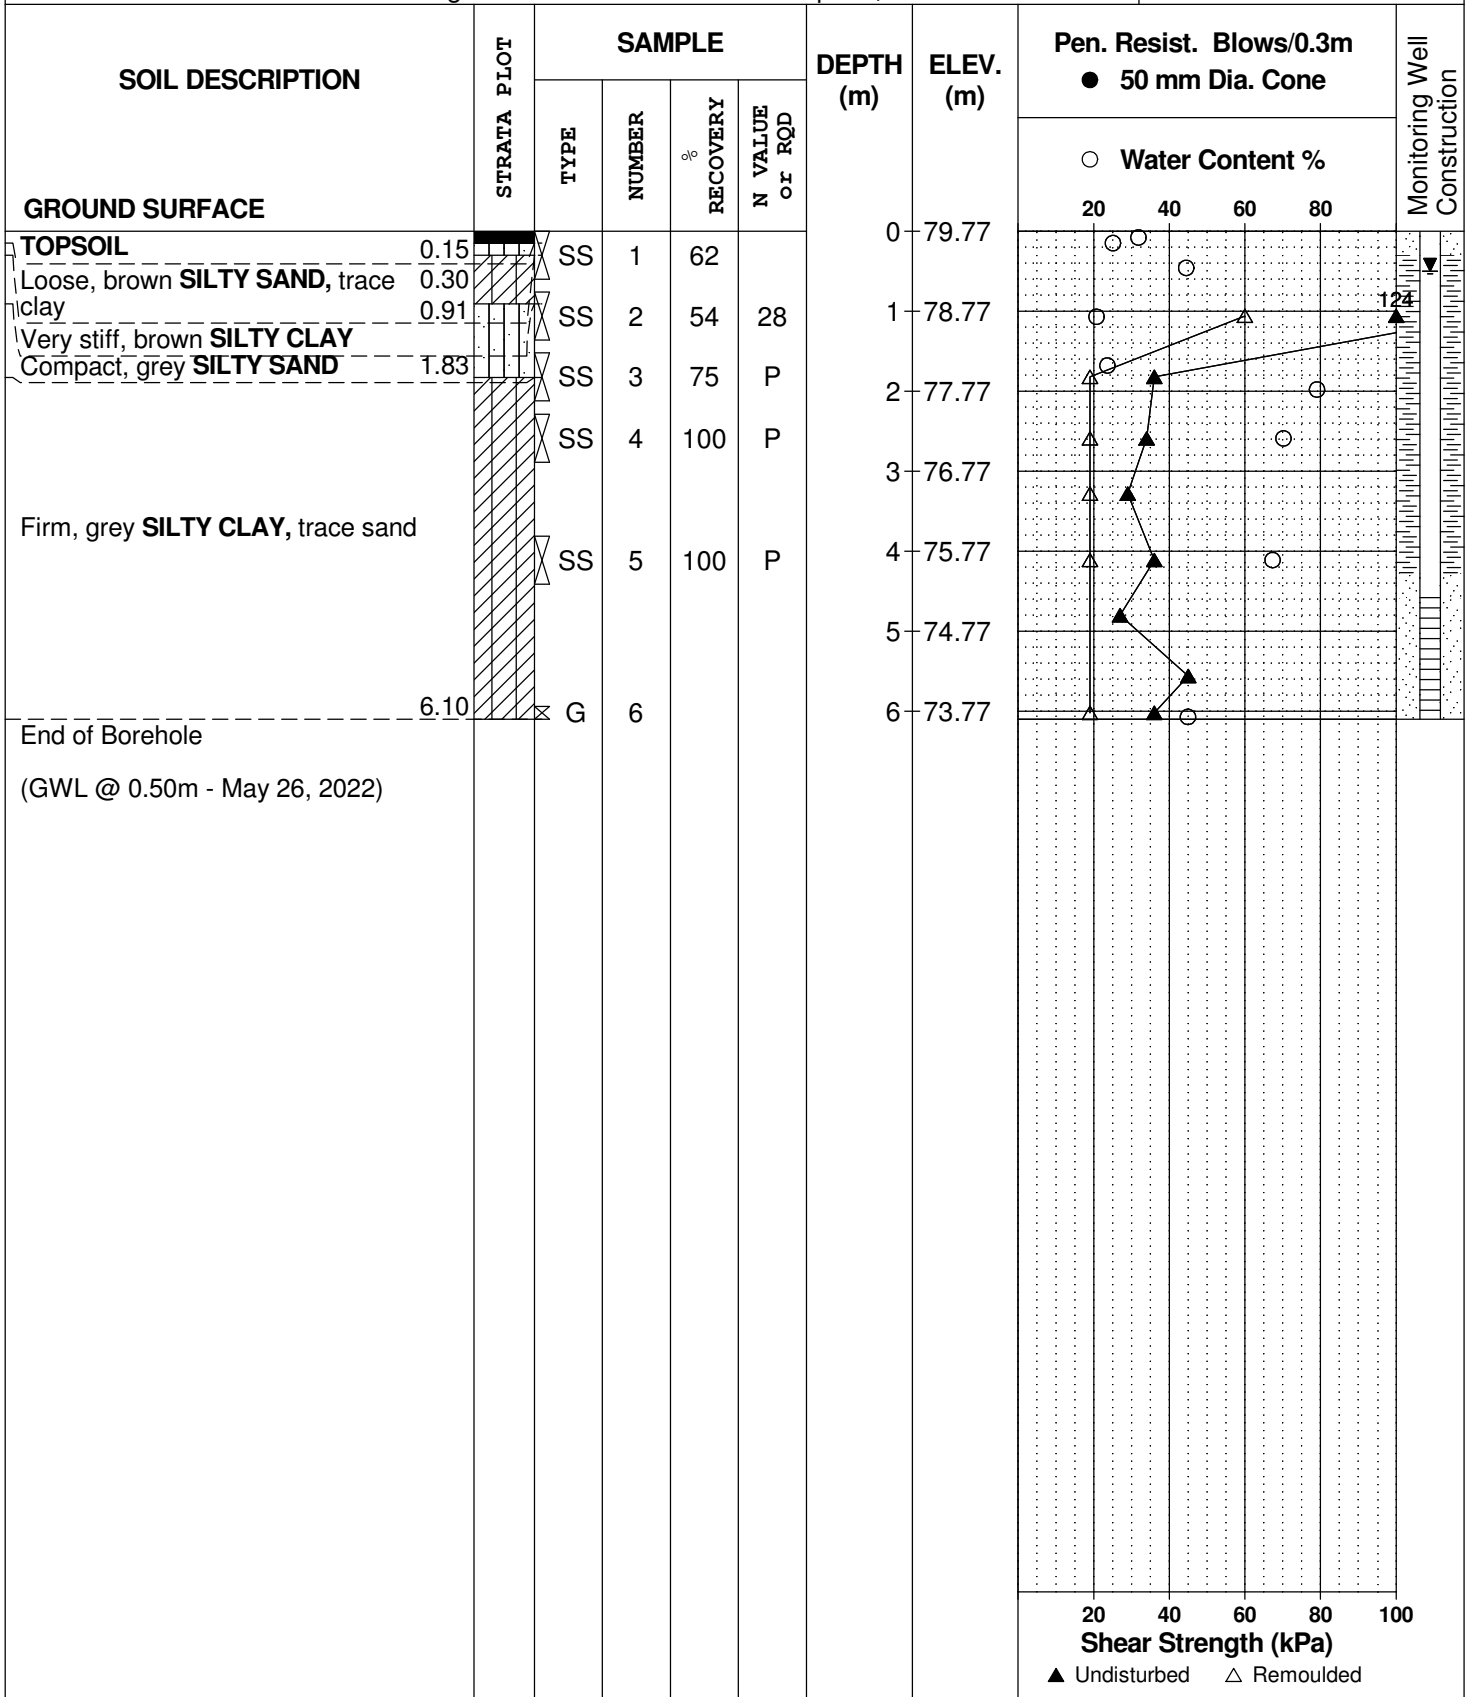 SOIL DESCRIPTION
GROUND SURFACE
STRATA PLOT
SAMPLE
TYPE
NUMBER
% RECOVERY
N VALUE or RQD
DEPTH (m)
ELEV. (m)
Pen. Resist. Blows/0.3m
● 50 mm Dia. Cone
○ Water Content %
20 40 60 80
Monitoring Well Construction
TOPSOIL 0.15
Loose, brown SILTY SAND, trace 0.30
clay 0.91
Very stiff, brown SILTY CLAY
Compact, grey SILTY SAND 1.83
Firm, grey SILTY CLAY, trace sand
6.10
End of Borehole
(GWL @ 0.50m - May 26, 2022)
SS 1 62
SS 2 54 28
SS 3 75 P
SS 4 100 P
SS 5 100 P
G 6
0 79.77
1 78.77
2 77.77
3 76.77
4 75.77
5 74.77
6 73.77
124
20 40 60 80 100
Shear Strength (kPa)
▲ Undisturbed △ Remoulded